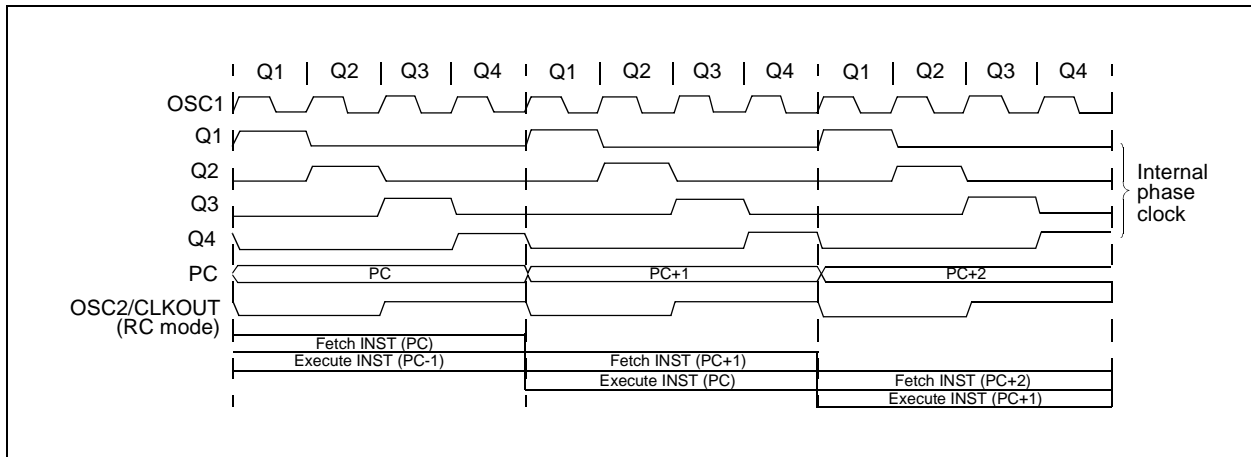 Q1 Q2 Q3 Q4 Q1 Q2 Q3 Q4 Q1 Q2 Q3 Q4
OSC1
Q1
Q2
Q3
Q4
Internal
phase
clock
PC
PC PC+1 PC+2
OSC2/CLKOUT
(RC mode)
Fetch INST (PC)
Execute INST (PC-1) Fetch INST (PC+1)
Execute INST (PC) Fetch INST (PC+2)
Execute INST (PC+1)